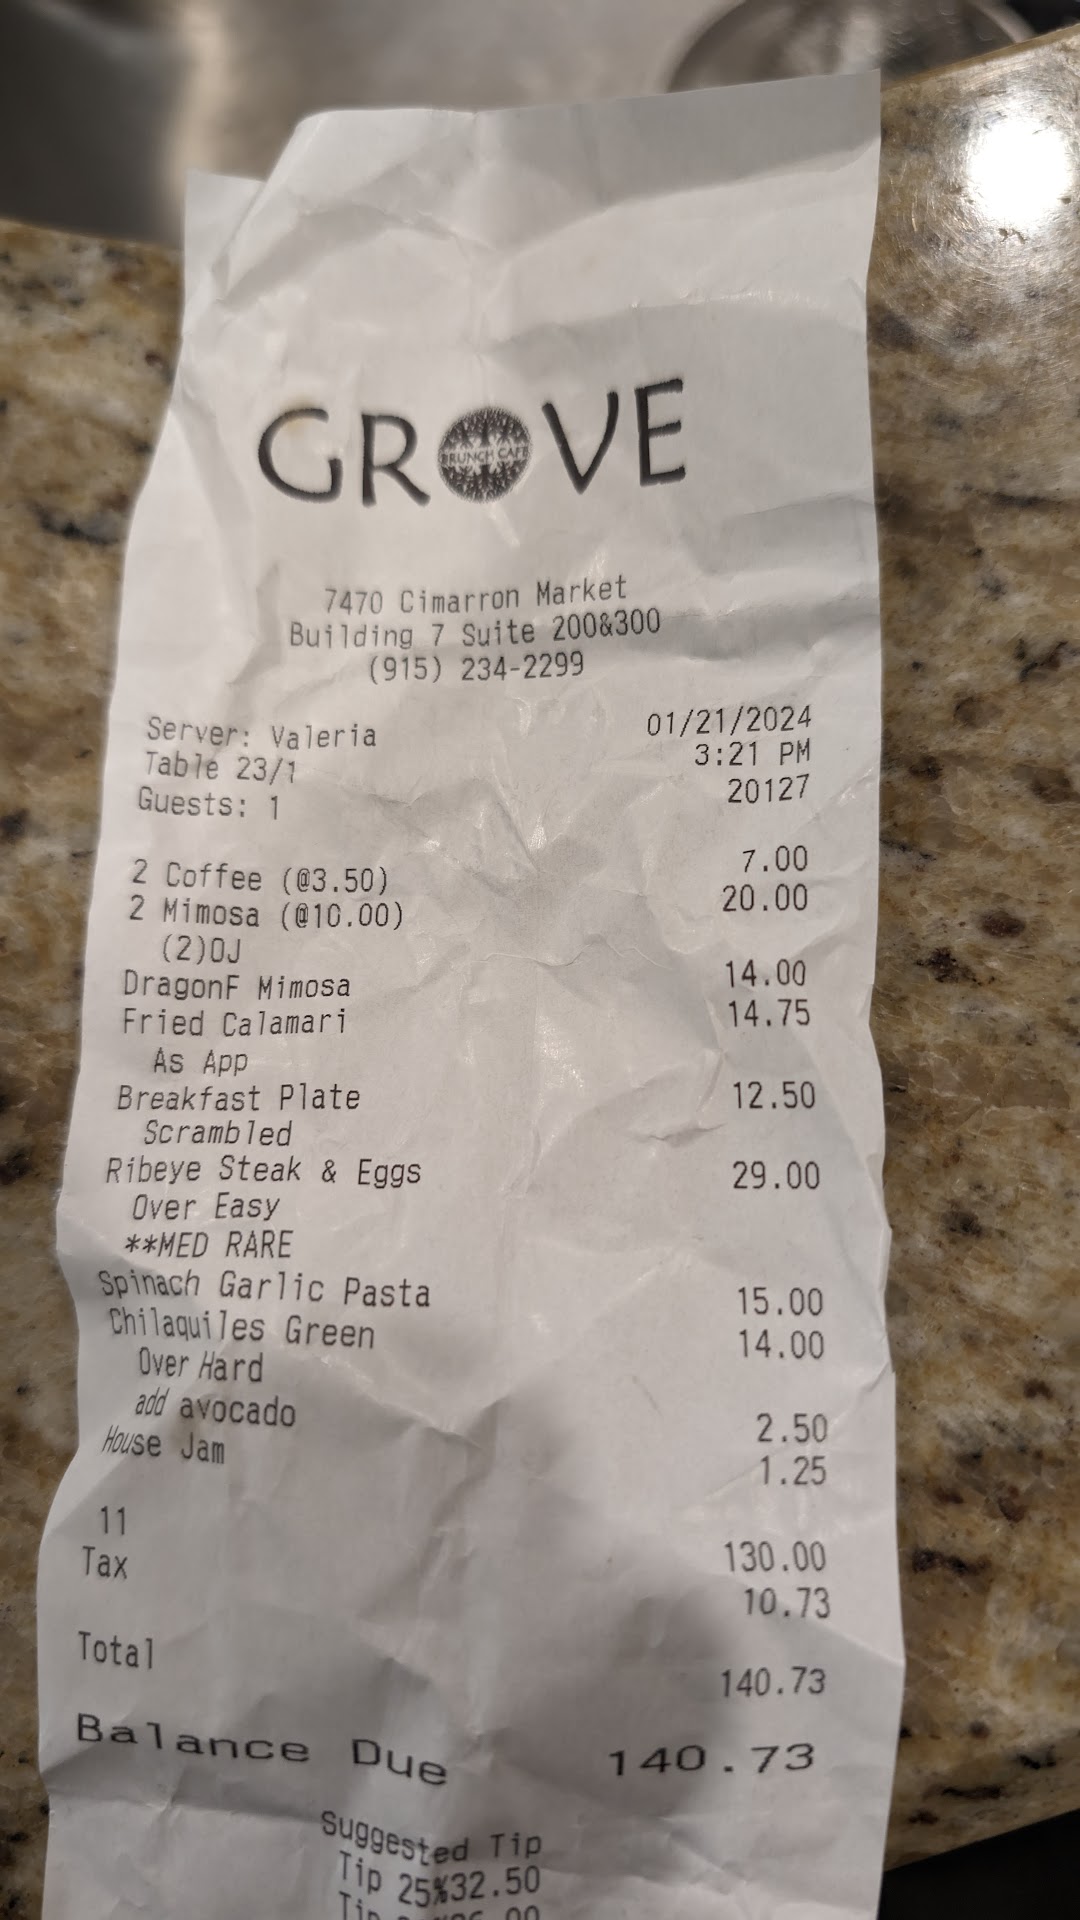 GROVE
BRUNCH CAFE
7470 Cimarron Market
Building 7 Suite 200&300
(915) 234-2299
Server: Valeria 01/21/2024
Table 23/1 3:21 PM
Guests: 1 20127
2 Coffee (@3.50) 7.00
2 Mimosa (@10.00) 20.00
(2)OJ
DragonF Mimosa 14.00
Fried Calamari 14.75
As App
Breakfast Plate 12.50
Scrambled
Ribeye Steak & Eggs 29.00
Over Easy
**MED RARE
Spinach Garlic Pasta 15.00
Chilaquiles Green 14.00
Over Hard
add avocado 2.50
House Jam 1.25
11 130.00
Tax 10.73
Total 140.73
Balance Due 140.73
Suggested Tip
Tip 25%32.50
Tip